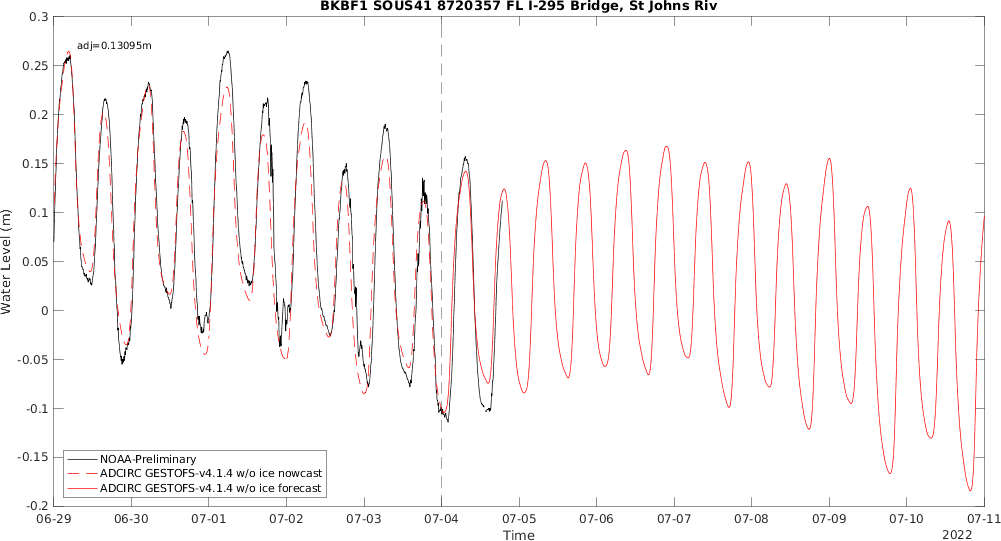 BKBF1 SOUS41 8720357 FL I-295 Bridge, St Johns Riv
adj=0.13095m
0.3
0.25
0.2
0.15
0.1
0.05
0
-0.05
-0.1
-0.15
-0.2
Water Level (m)
NOAA-Preliminary
ADCIRC GESTOFS-v4.1.4 w/o ice nowcast
ADCIRC GESTOFS-v4.1.4 w/o ice forecast
06-29 06-30 07-01 07-02 07-03 07-04 07-05 07-06 07-07 07-08 07-09 07-10 07-11
Time
2022